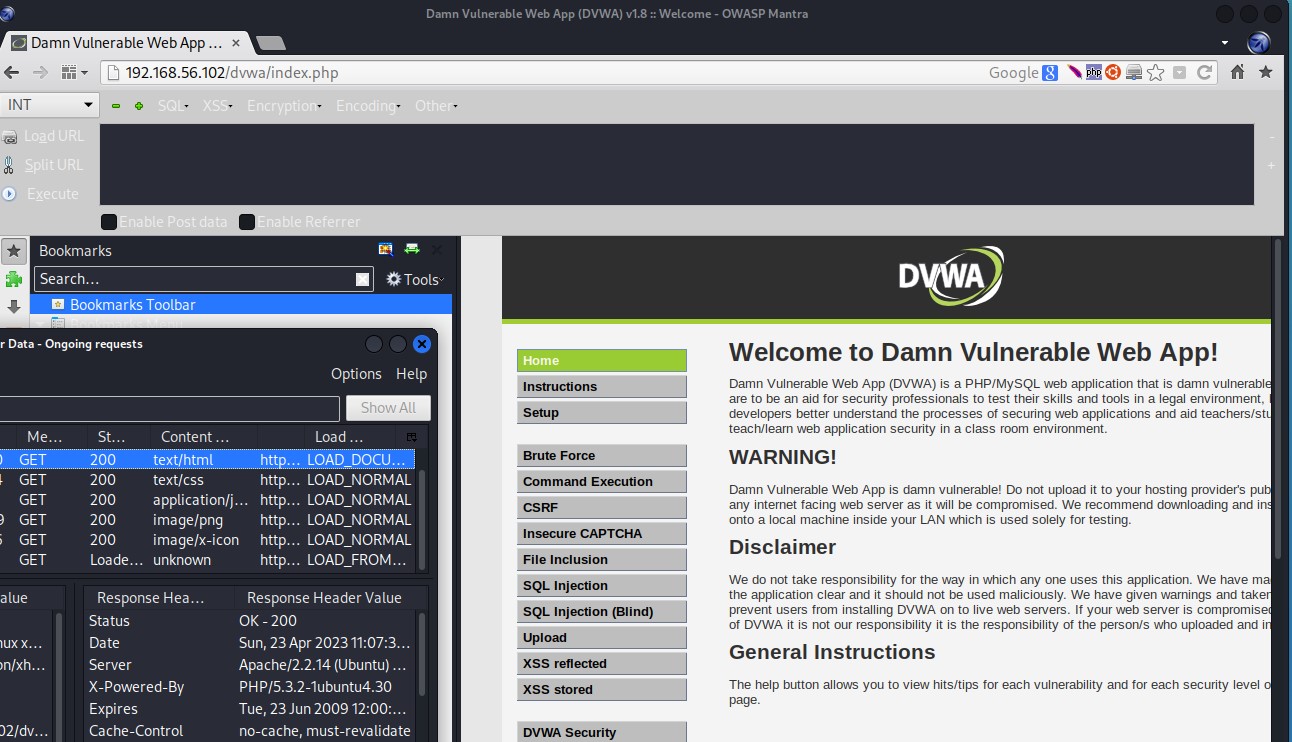 Damn Vulnerable Web App (DVWA) v1.8 :: Welcome - OWASP Mantra
Damn Vulnerable Web App ... ×
192.168.56.102/dvwa/index.php
Google
8
php
INT
SQL
XSS
Encryption
Encoding
Other
Load URL
Split URL
Execute
Enable Post data
Enable Referrer
Bookmarks
Search...
Tools
Bookmarks Toolbar
Bookmarks Menu
r Data - Ongoing requests
Options Help
Show All
Me... St... Content ... Load ...
GET 200 text/html http... LOAD_DOCU...
GET 200 text/css http... LOAD_NORMAL
GET 200 application/j... http... LOAD_NORMAL
9 GET 200 image/png http... LOAD_NORMAL
GET 200 image/x-icon http... LOAD_NORMAL
GET Loade... unknown http... LOAD_FROM...
alue
nux x...
on/xh...
02/dv...
Response Hea... Response Header Value
Status OK - 200
Date Sun, 23 Apr 2023 11:07:3...
Server Apache/2.2.14 (Ubuntu) ...
X-Powered-By PHP/5.3.2-1ubuntu4.30
Expires Tue, 23 Jun 2009 12:00:...
Cache-Control no-cache, must-revalidate
DVWA
Home
Instructions
Setup
Brute Force
Command Execution
CSRF
Insecure CAPTCHA
File Inclusion
SQL Injection
SQL Injection (Blind)
Upload
XSS reflected
XSS stored
DVWA Security
Welcome to Damn Vulnerable Web App!
Damn Vulnerable Web App (DVWA) is a PHP/MySQL web application that is damn vulnerable
are to be an aid for security professionals to test their skills and tools in a legal environment,
developers better understand the processes of securing web applications and aid teachers/stu
teach/learn web application security in a class room environment.
WARNING!
Damn Vulnerable Web App is damn vulnerable! Do not upload it to your hosting provider's pub
any internet facing web server as it will be compromised. We recommend downloading and ins
onto a local machine inside your LAN which is used solely for testing.
Disclaimer
We do not take responsibility for the way in which any one uses this application. We have ma
the application clear and it should not be used maliciously. We have given warnings and taken
prevent users from installing DVWA on to live web servers. If your web server is compromised
of DVWA it is not our responsibility it is the responsibility of the person/s who uploaded and in
General Instructions
The help button allows you to view hits/tips for each vulnerability and for each security level o
page.